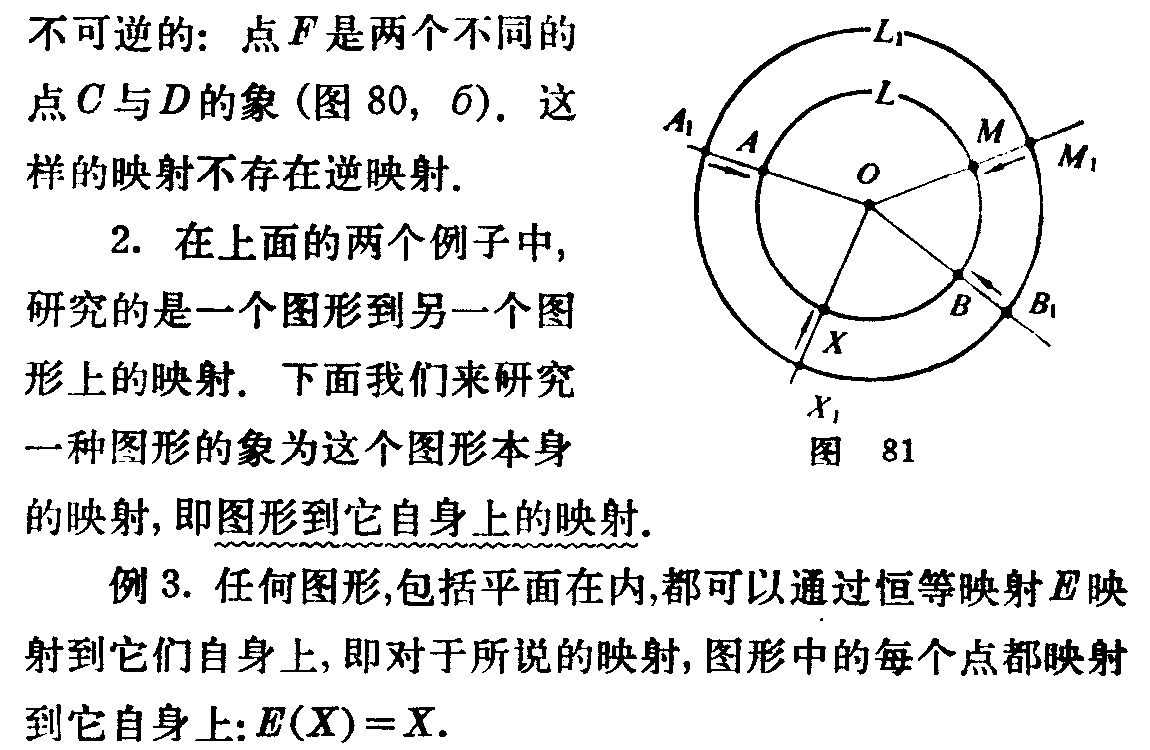 不可逆的：点F是两个不同的
点C与D的象（图 80，б）．这
样的映射不存在逆映射．
2．在上面的两个例子中，
研究的是一个图形到另一个图
形上的映射．下面我们来研究
一种图形的象为这个图形本身
的映射，即图形到它自身上的映射．
例 3．任何图形，包括平面在内，都可以通过恒等映射E映
射到它们自身上，即对于所说的映射，图形中的每个点都映射
到它自身上：E(X)＝X．
L₁
L
A₁
A
M
M₁
O
B
B₁
X
X₁
图 81